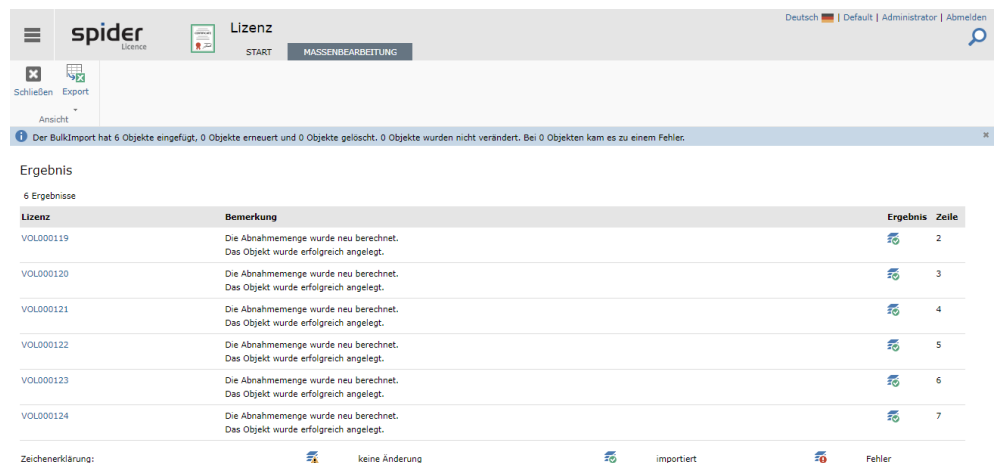 Deutsch | Default | Administrator | Abmelden
spider
Licence
Lizenz
START MASSENBEARBEITUNG
Schließen Export
Ansicht
Der BulkImport hat 6 Objekte eingefügt, 0 Objekte erneuert und 0 Objekte gelöscht. 0 Objekte wurden nicht verändert. Bei 0 Objekten kam es zu einem Fehler.
Ergebnis
6 Ergebnisse
Lizenz Bemerkung Ergebnis Zeile
VOL000119 Die Abnahmemenge wurde neu berechnet. 2
Das Objekt wurde erfolgreich angelegt.
VOL000120 Die Abnahmemenge wurde neu berechnet. 3
Das Objekt wurde erfolgreich angelegt.
VOL000121 Die Abnahmemenge wurde neu berechnet. 4
Das Objekt wurde erfolgreich angelegt.
VOL000122 Die Abnahmemenge wurde neu berechnet. 5
Das Objekt wurde erfolgreich angelegt.
VOL000123 Die Abnahmemenge wurde neu berechnet. 6
Das Objekt wurde erfolgreich angelegt.
VOL000124 Die Abnahmemenge wurde neu berechnet. 7
Das Objekt wurde erfolgreich angelegt.
Zeichenerklärung: keine Änderung importiert Fehler